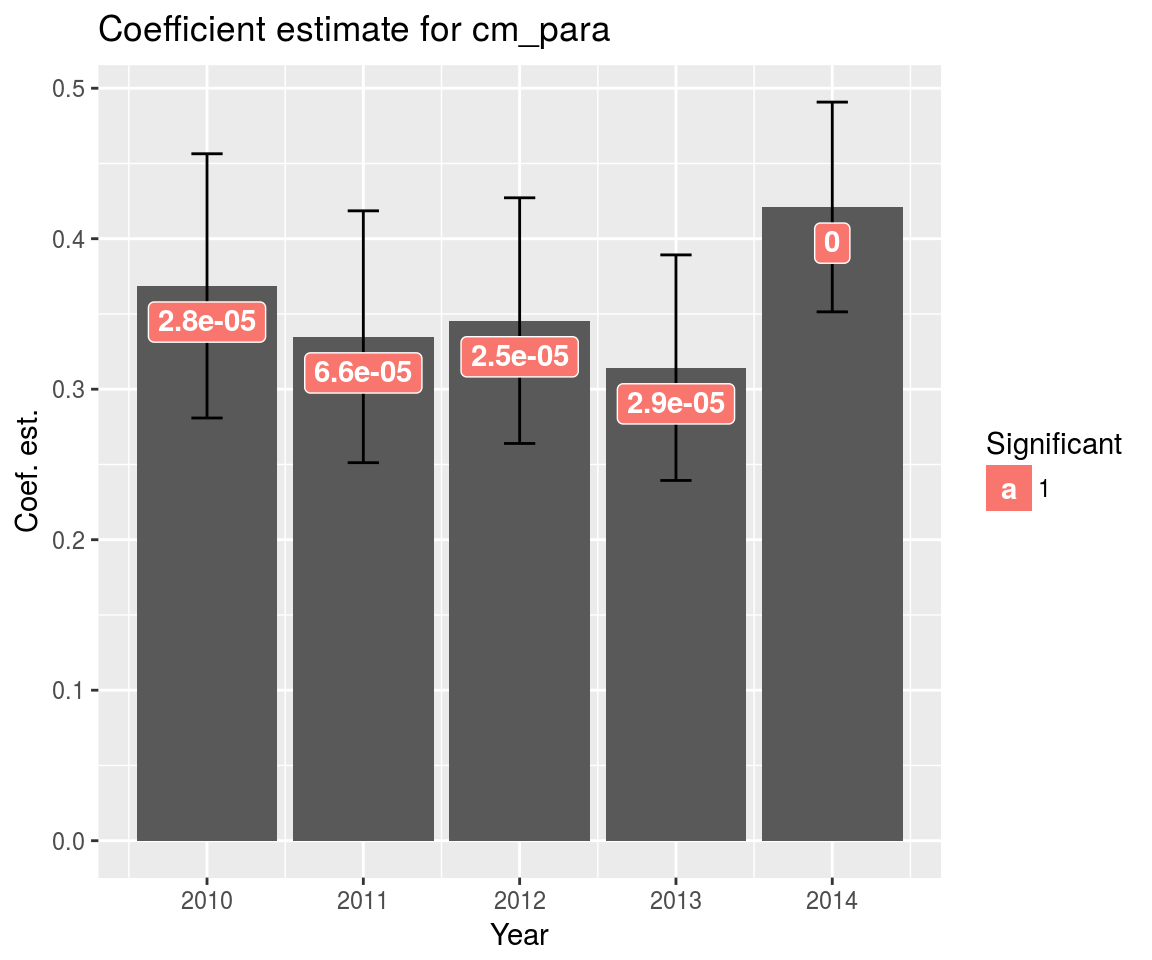 Coefficient estimate for cm_para
Coef. est.
0.5
0.4
0.3
0.2
0.1
0.0
2.8e-05
6.6e-05
2.5e-05
2.9e-05
0
2010
2011
2012
2013
2014
Year
Significant
a 1